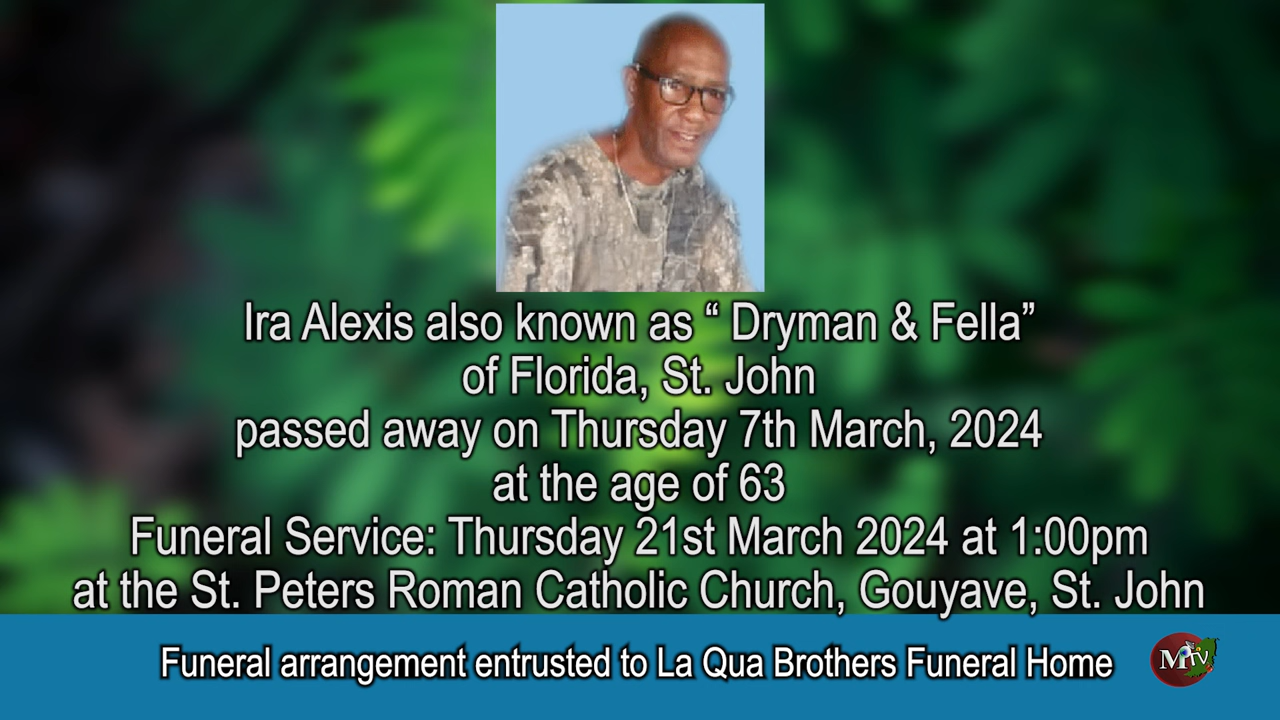 Ira Alexis also known as “ Dryman & Fella”
of Florida, St. John
passed away on Thursday 7th March, 2024
at the age of 63
Funeral Service: Thursday 21st March 2024 at 1:00pm
at the St. Peters Roman Catholic Church, Gouyave, St. John
Funeral arrangement entrusted to La Qua Brothers Funeral Home
MTV